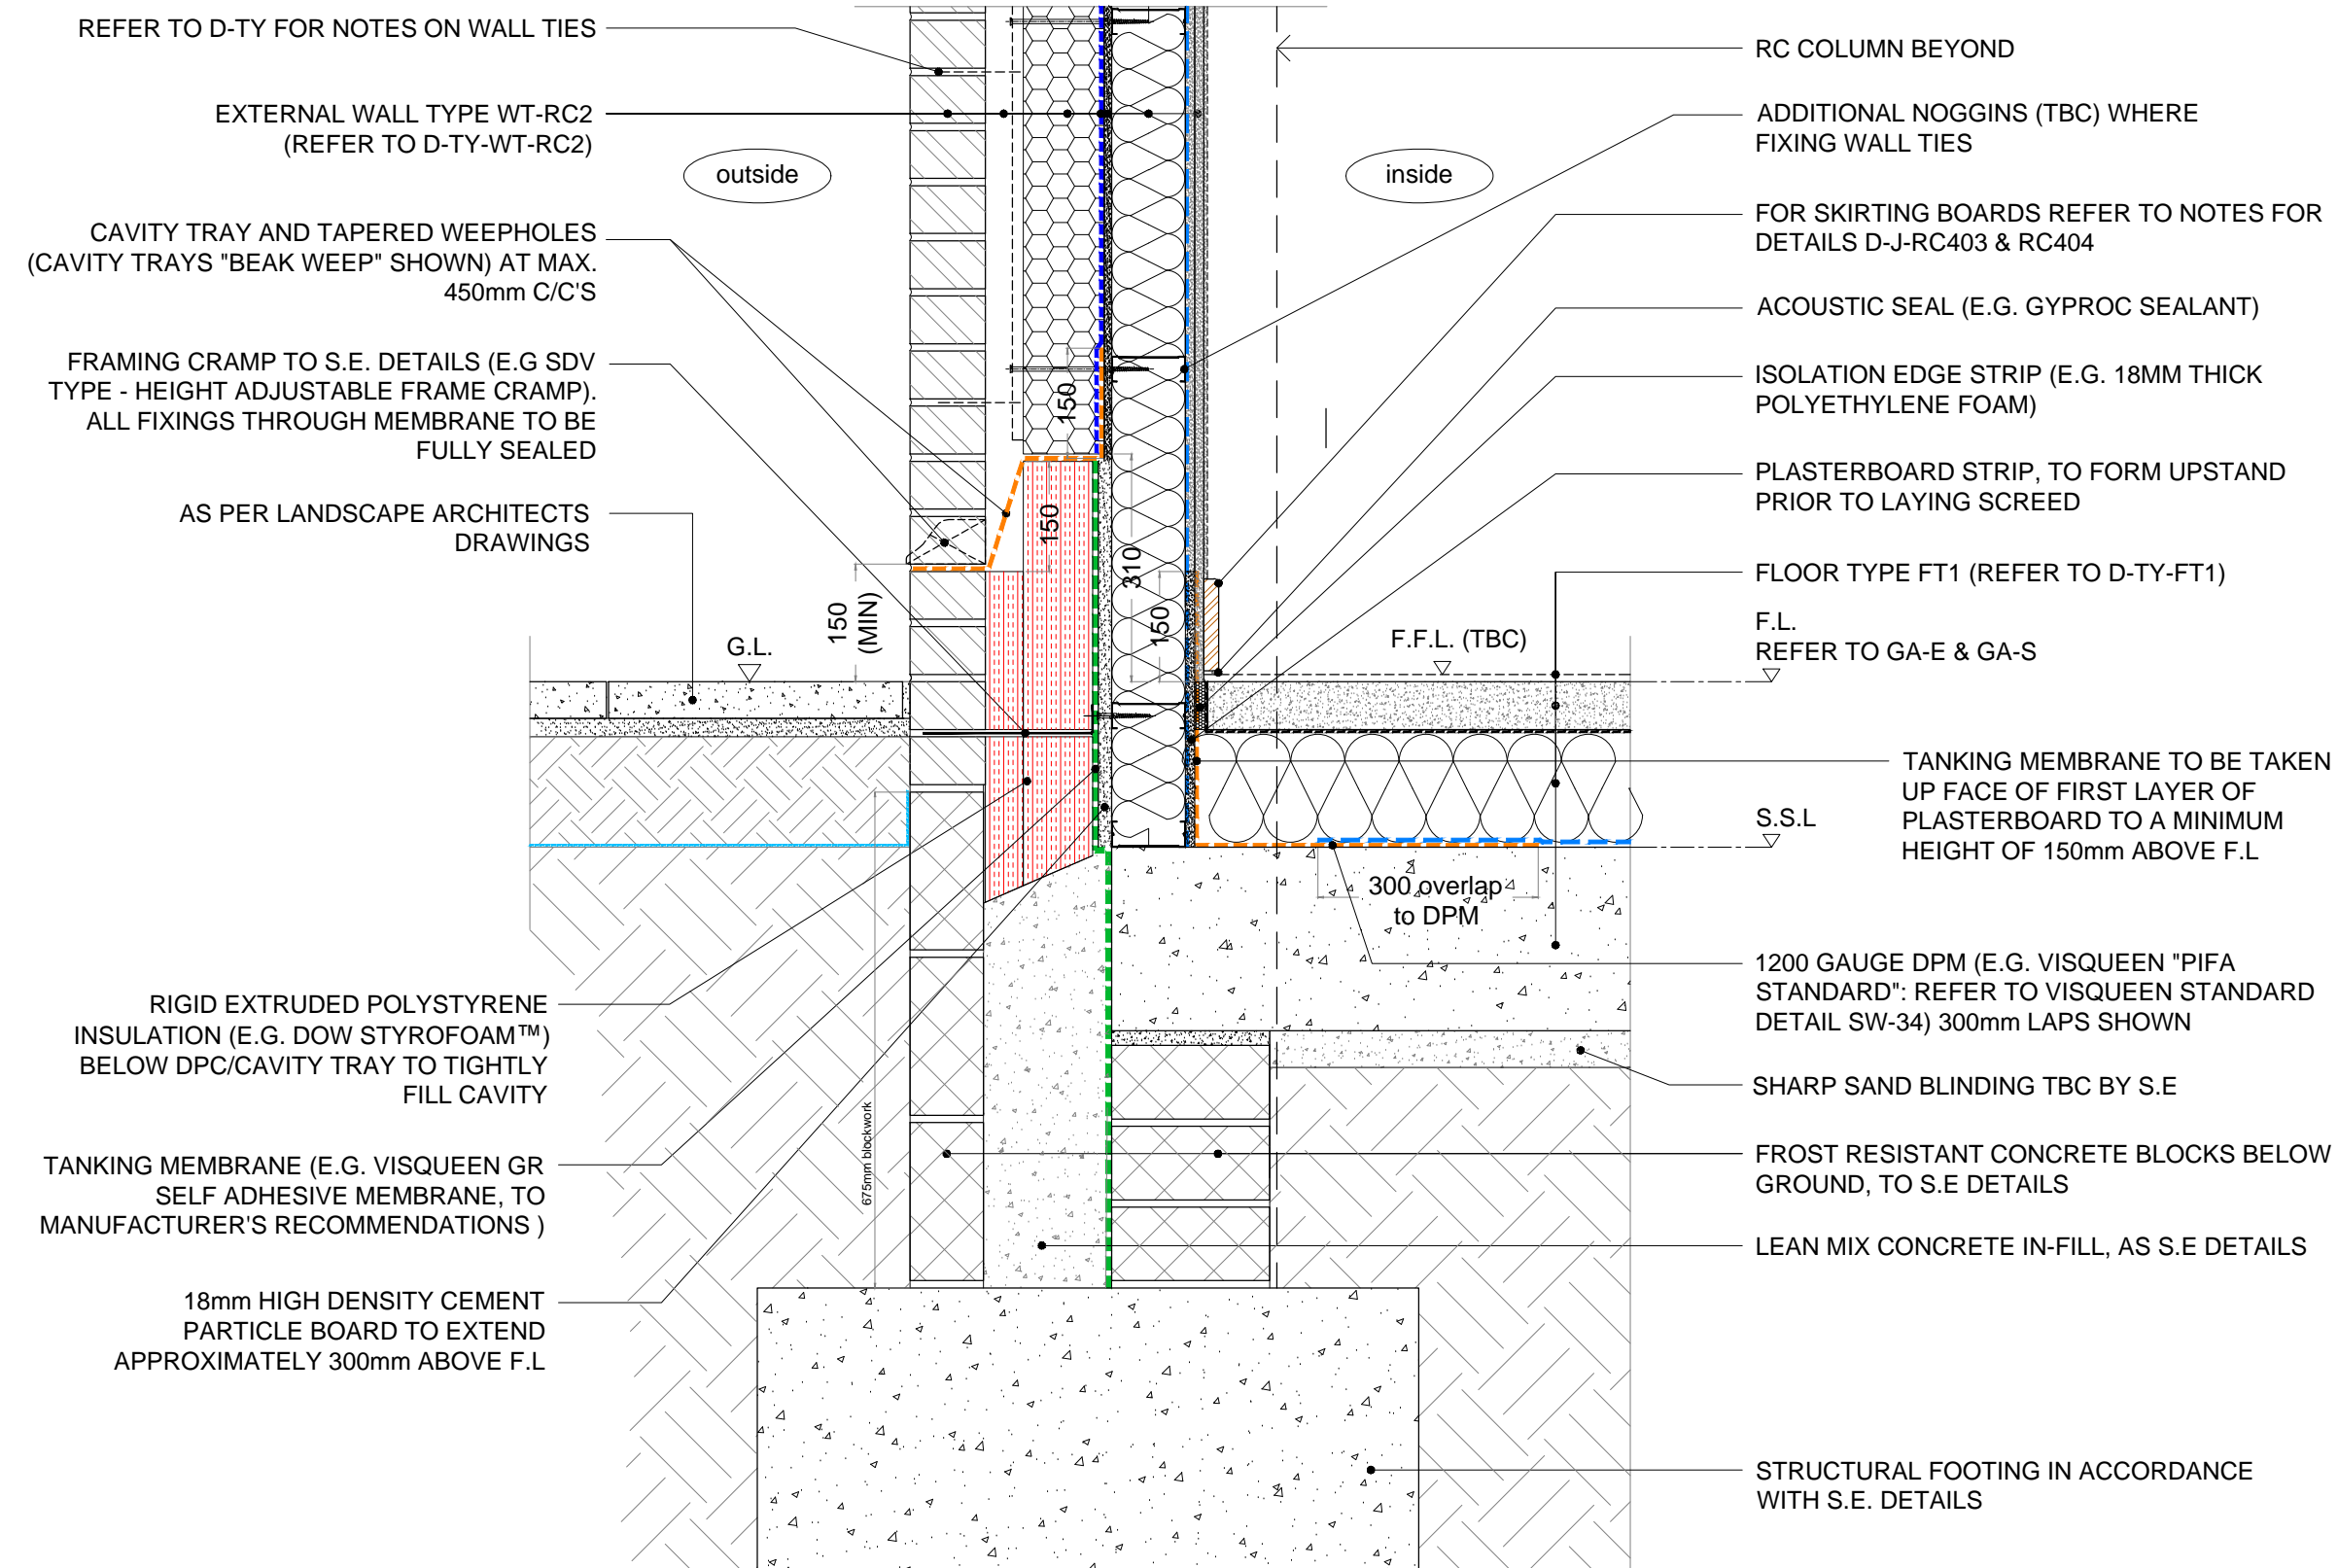 REFER TO D-TY FOR NOTES ON WALL TIES
EXTERNAL WALL TYPE WT-RC2
(REFER TO D-TY-WT-RC2)
outside
CAVITY TRAY AND TAPERED WEEPHOLES
(CAVITY TRAYS "BEAK WEEP" SHOWN) AT MAX.
450mm C/C'S
FRAMING CRAMP TO S.E. DETAILS (E.G SDV
TYPE - HEIGHT ADJUSTABLE FRAME CRAMP).
ALL FIXINGS THROUGH MEMBRANE TO BE
FULLY SEALED
AS PER LANDSCAPE ARCHITECTS
DRAWINGS
G.L.
150
(MIN)
150
150
310
150
RIGID EXTRUDED POLYSTYRENE
INSULATION (E.G. DOW STYROFOAM™)
BELOW DPC/CAVITY TRAY TO TIGHTLY
FILL CAVITY
675mm blockwork
TANKING MEMBRANE (E.G. VISQUEEN GR
SELF ADHESIVE MEMBRANE, TO
MANUFACTURER'S RECOMMENDATIONS )
18mm HIGH DENSITY CEMENT
PARTICLE BOARD TO EXTEND
APPROXIMATELY 300mm ABOVE F.L
inside
RC COLUMN BEYOND
ADDITIONAL NOGGINS (TBC) WHERE
FIXING WALL TIES
FOR SKIRTING BOARDS REFER TO NOTES FOR
DETAILS D-J-RC403 & RC404
ACOUSTIC SEAL (E.G. GYPROC SEALANT)
ISOLATION EDGE STRIP (E.G. 18MM THICK
POLYETHYLENE FOAM)
PLASTERBOARD STRIP, TO FORM UPSTAND
PRIOR TO LAYING SCREED
FLOOR TYPE FT1 (REFER TO D-TY-FT1)
F.L.
REFER TO GA-E & GA-S
F.F.L. (TBC)
TANKING MEMBRANE TO BE TAKEN
UP FACE OF FIRST LAYER OF
PLASTERBOARD TO A MINIMUM
HEIGHT OF 150mm ABOVE F.L
S.S.L
300 overlap
to DPM
1200 GAUGE DPM (E.G. VISQUEEN "PIFA
STANDARD": REFER TO VISQUEEN STANDARD
DETAIL SW-34) 300mm LAPS SHOWN
SHARP SAND BLINDING TBC BY S.E
FROST RESISTANT CONCRETE BLOCKS BELOW
GROUND, TO S.E DETAILS
LEAN MIX CONCRETE IN-FILL, AS S.E DETAILS
STRUCTURAL FOOTING IN ACCORDANCE
WITH S.E. DETAILS